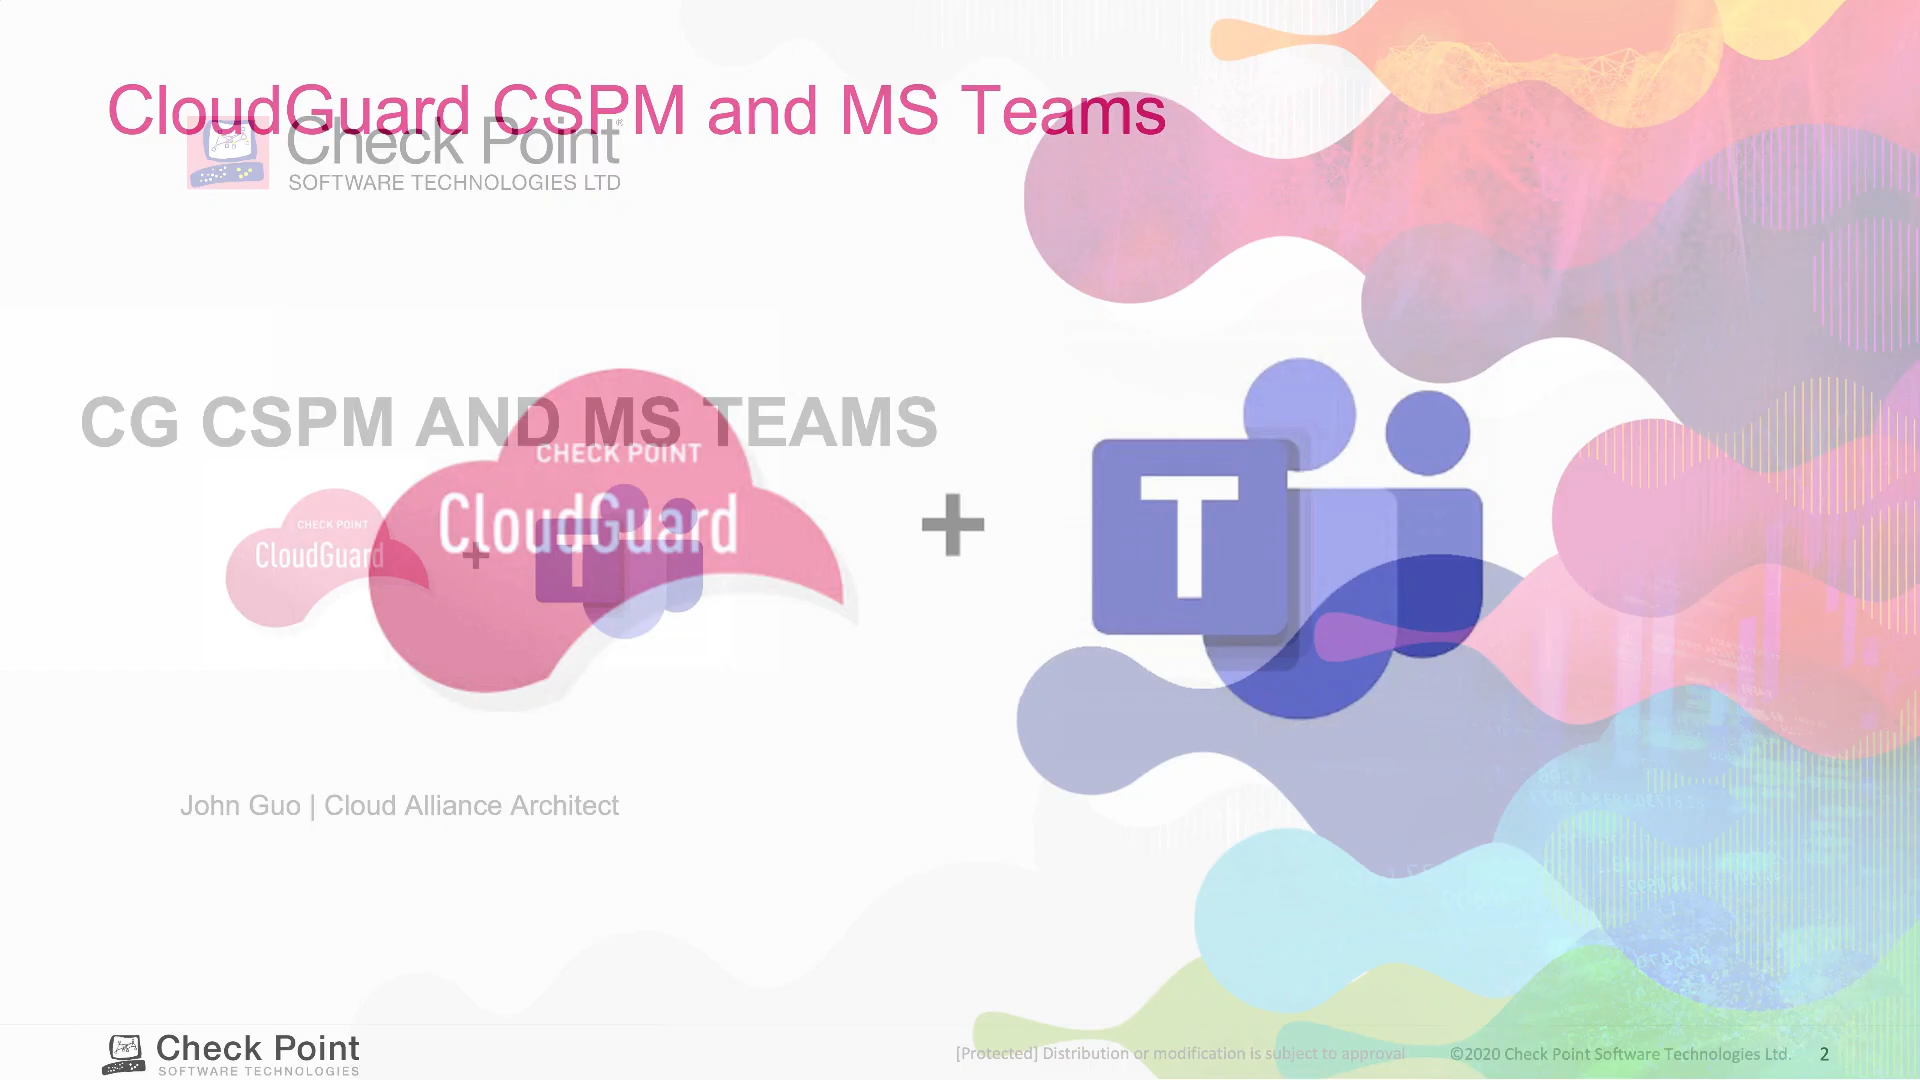 CloudGuard CSPM and MS Teams
Check Point
SOFTWARE TECHNOLOGIES LTD
CG CSPM AND MS TEAMS
CHECK POINT
CloudGuard
+
T
CHECK POINT
CloudGuard
+
T
John Guo | Cloud Alliance Architect
Check Point
SOFTWARE TECHNOLOGIES
[Protected] Distribution or modification is subject to approval
©2020 Check Point Software Technologies Ltd.
2